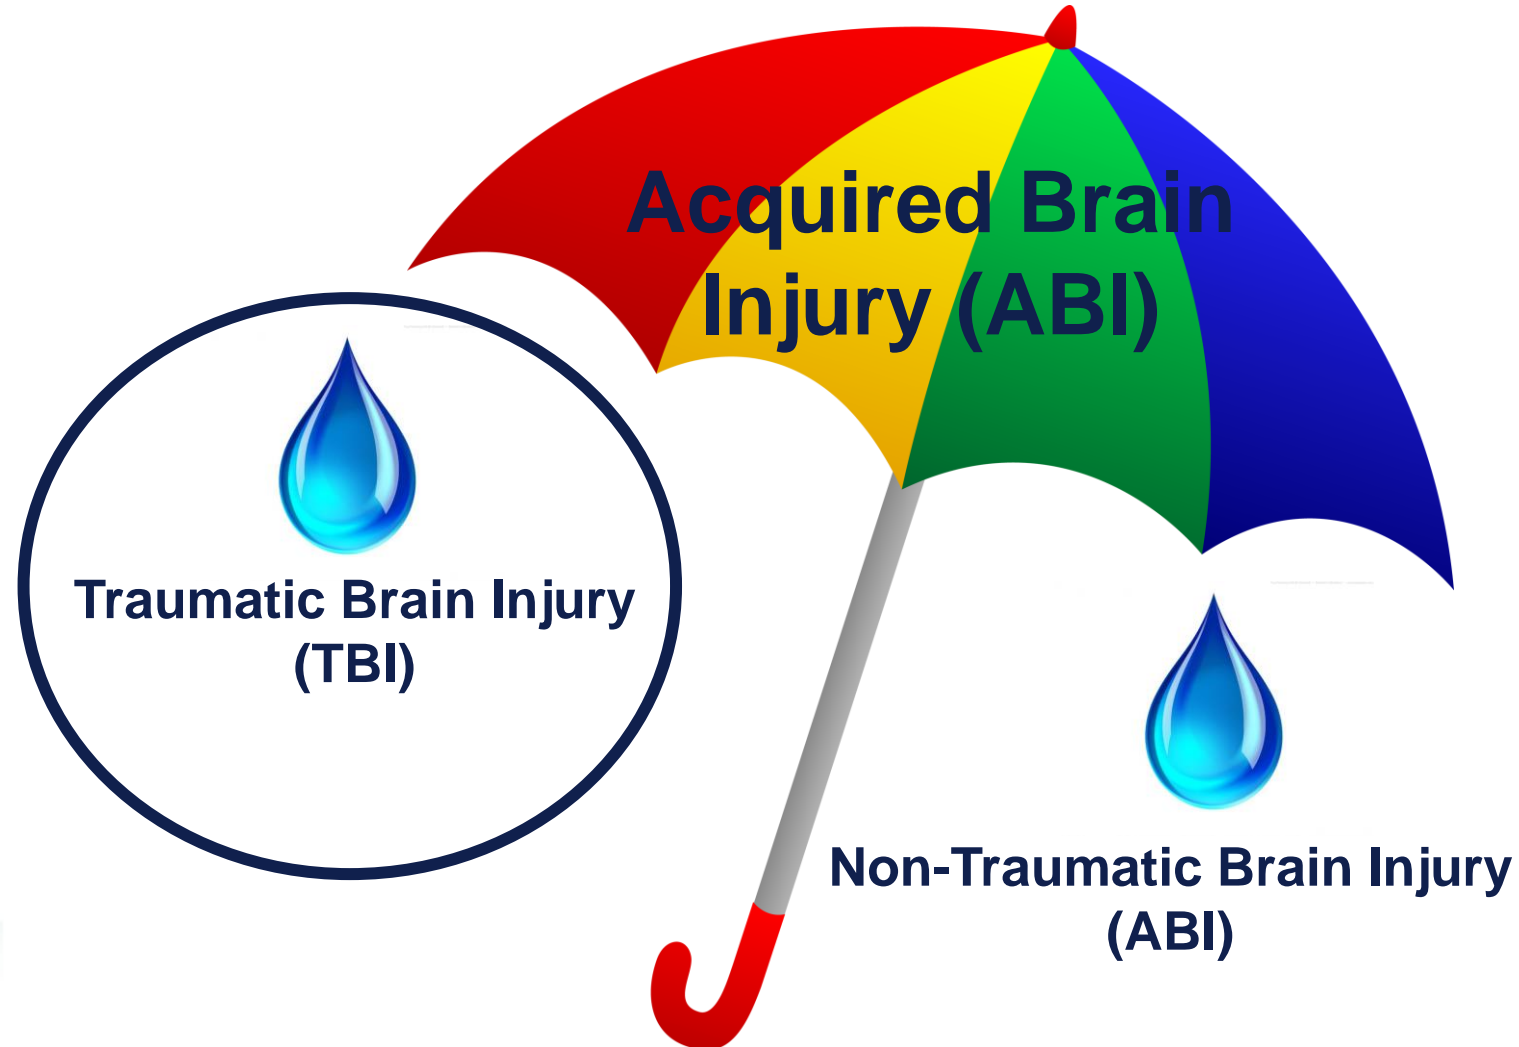 Acquired Brain
Injury (ABI)
Traumatic Brain Injury
(TBI)
Non-Traumatic Brain Injury
(ABI)